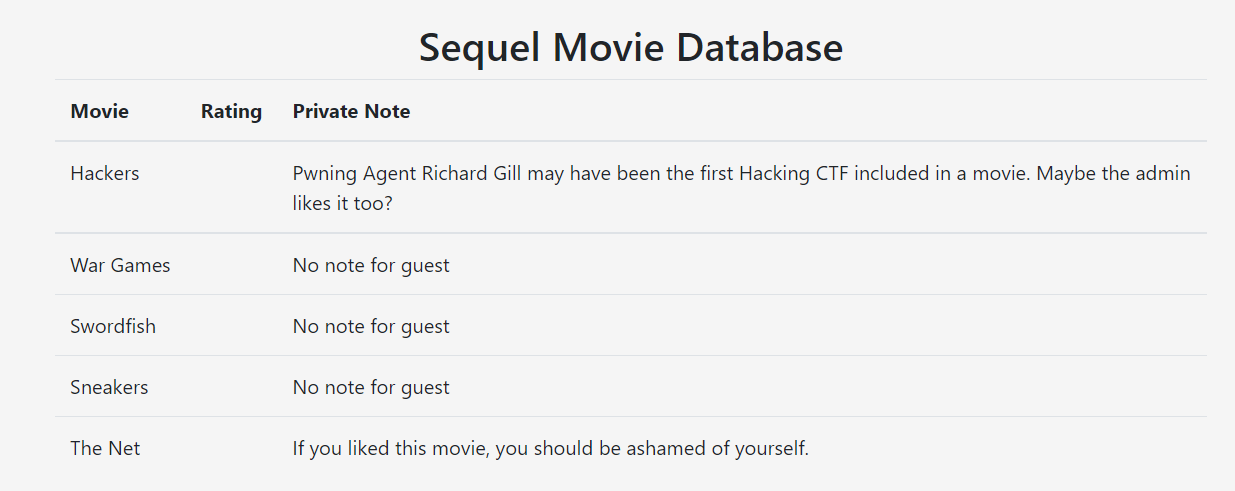 Sequel Movie Database
Movie Rating Private Note
Hackers Pwning Agent Richard Gill may have been the first Hacking CTF included in a movie. Maybe the admin
likes it too?
War Games No note for guest
Swordfish No note for guest
Sneakers No note for guest
The Net If you liked this movie, you should be ashamed of yourself.